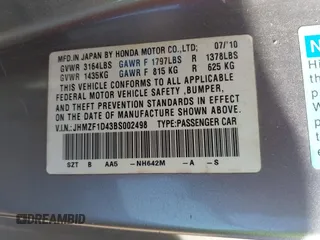 MFD. IN JAPAN BY HONDA MOTOR CO.,LTD. 07/'10
GVWR 3164LBS GAWR F 1797LBS R 1378LBS
GVWR 1435KG GAWR F 815 KG R 625 KG
THIS VEHICLE CONFORMS TO ALL APPLICABLE
FEDERAL MOTOR VEHICLE SAFETY ,BUMPER,
AND THEFT PREVENTION STANDARDS IN EFFECT ON THE
DATE OF MANUFACTURE SHOWN ABOVE.
V.I.N.: JHMZF1D43BS002498 TYPE:PASSENGER CAR
SZT B AA5 -NH642M -A -S
DREAMBID